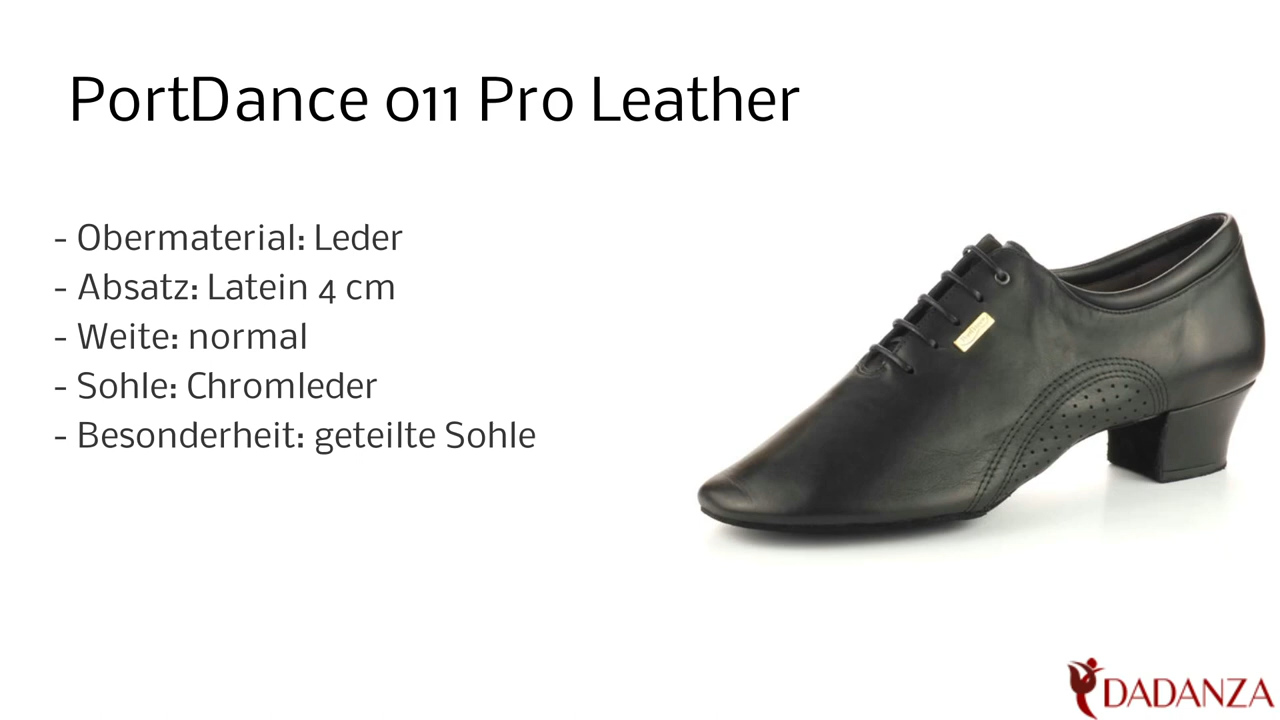 PortDance 011 Pro Leather
- Obermaterial: Leder
- Absatz: Latein 4 cm
- Weite: normal
- Sohle: Chromleder
- Besonderheit: geteilte Sohle
DADANZA